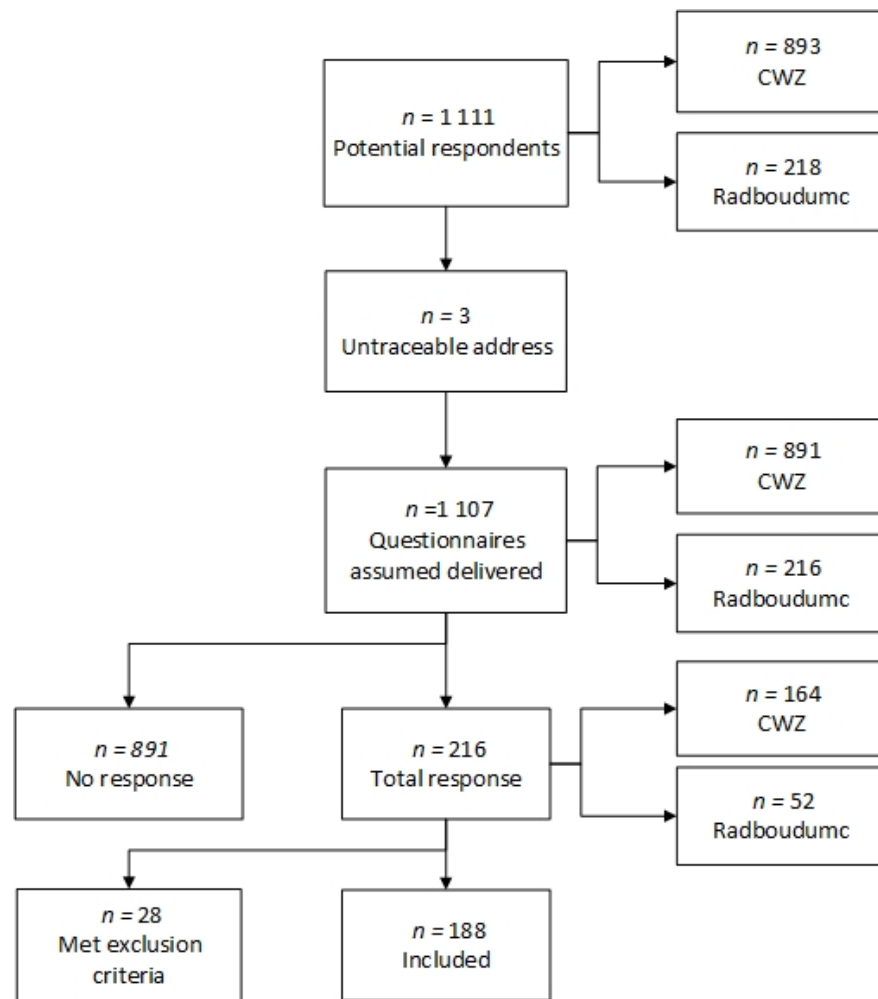 n = 1 111
Potential respondents
n = 893
CWZ
n = 218
Radboudumc
n = 3
Untraceable address
n =1 107
Questionnaires
assumed delivered
n = 891
CWZ
n = 216
Radboudumc
n = 891
No response
n = 216
Total response
n = 164
CWZ
n = 52
Radboudumc
n = 28
Met exclusion
criteria
n = 188
Included